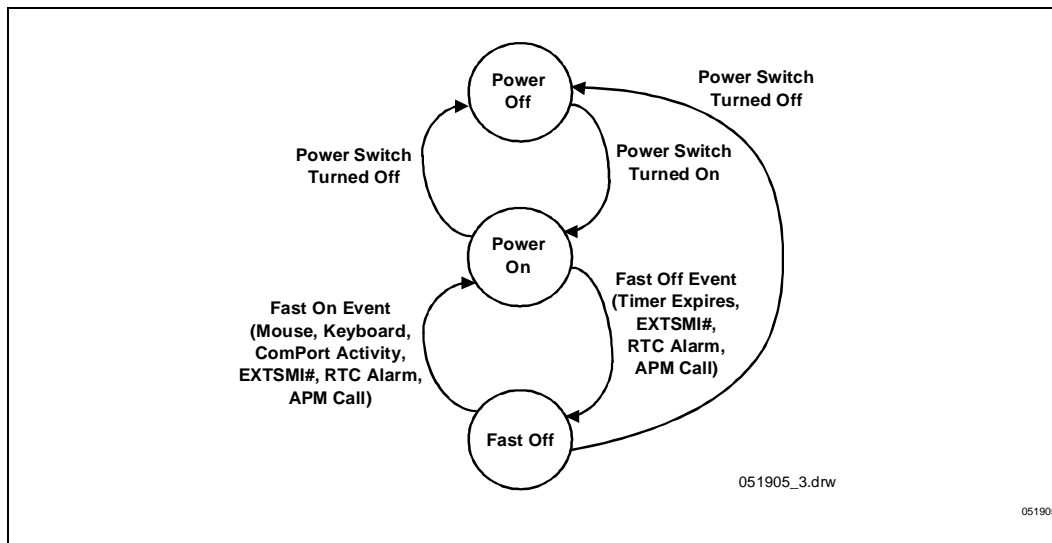 Power
Off
Power Switch
Turned Off
Power Switch
Turned Off
Power Switch
Turned On
Power
On
Fast On Event
(Mouse, Keyboard,
ComPort Activity,
EXTSMI#, RTC Alarm,
APM Call)
Fast Off Event
(Timer Expires,
EXTSMI#,
RTC Alarm,
APM Call)
Fast Off
051905_3.drw
051905